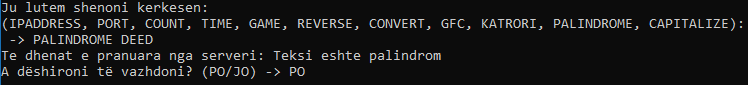 Ju lutem shenoni kerkesen:
(IPADDRESS, PORT, COUNT, TIME, GAME, REVERSE, CONVERT, GFC, KATRORI, PALINDROME, CAPITALIZE):
-> PALINDROME DEED
Te dhenat e pranuara nga serveri: Teksi eshte palindrom
A dëshironi të vazhdoni? (PO/JO) -> PO